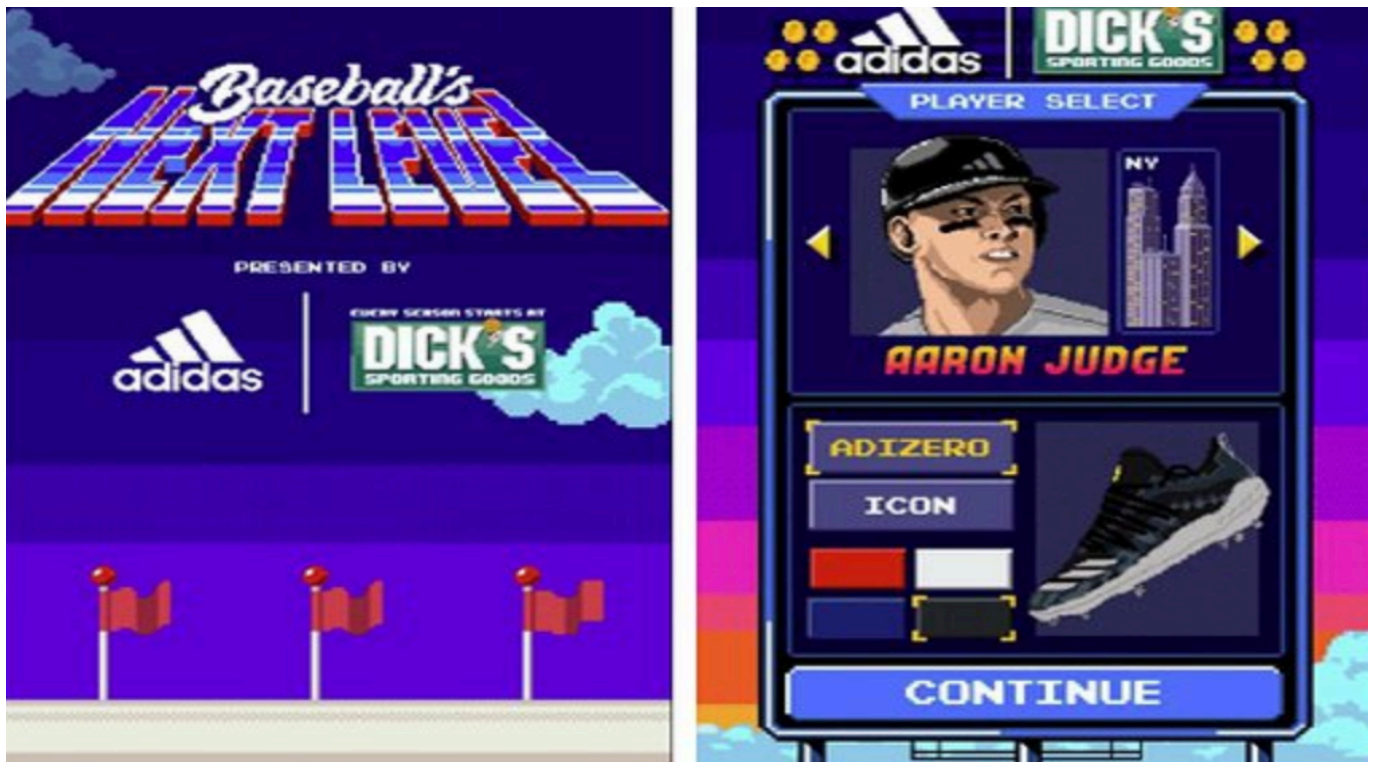 Baseball's
NEXT LEVEL
PRESENTED BY
adidas
EVERY SEASON STARTS AT
DICK'S
SPORTING GOODS
adidas
DICK'S
SPORTING GOODS
PLAYER SELECT
NY
AARON JUDGE
ADIZERO
ICON
CONTINUE